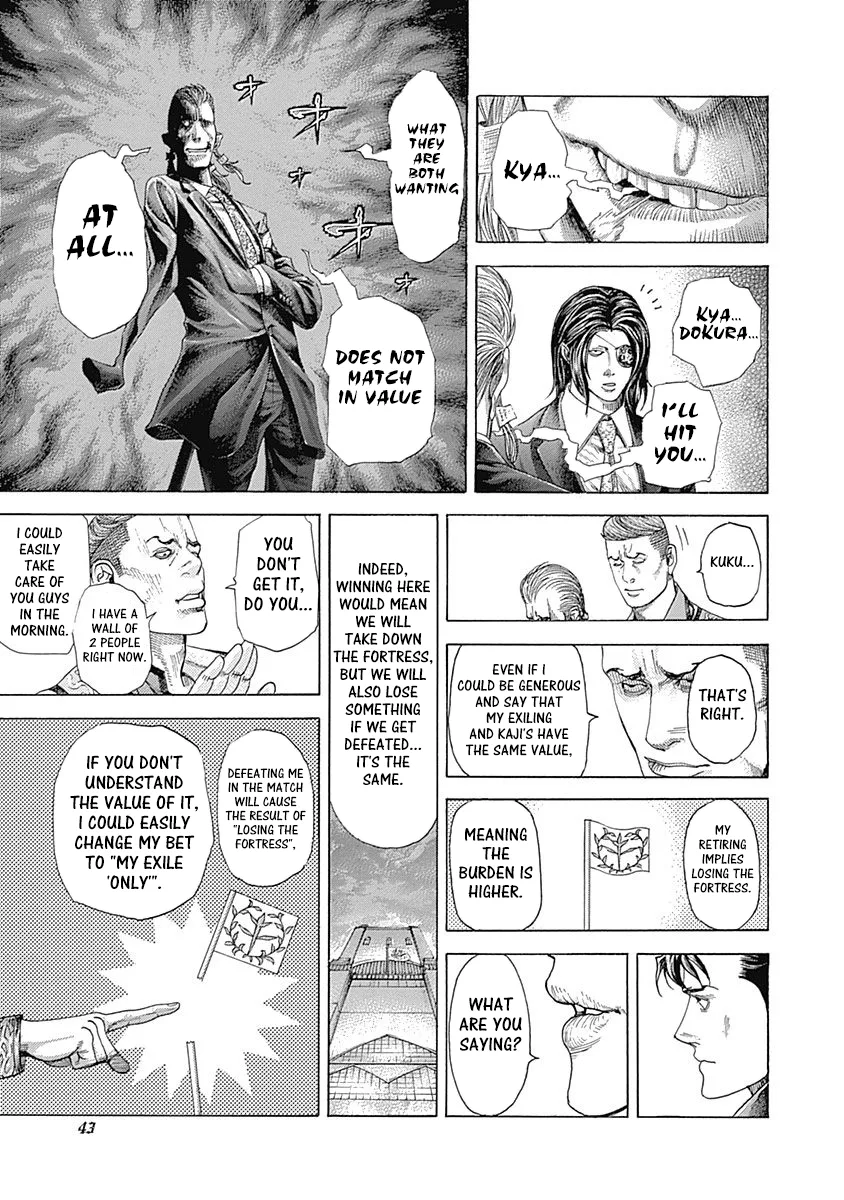 KYA...
KYA...
DOKURA...
I'LL
HIT
YOU...
WHAT
THEY
ARE
BOTH
WANTING
DOES NOT
MATCH
IN VALUE
AT
ALL...
オ
オ
オ
オ
オ
KUKU...
THAT'S
RIGHT.
EVEN IF I
COULD BE GENEROUS
AND SAY THAT
MY EXILING
AND KAJI'S HAVE
THE SAME VALUE,
MY
RETIRING
IMPLIES
LOSING THE
FORTRESS.
MEANING
THE
BURDEN IS
HIGHER.
WHAT
ARE YOU
SAYING?
INDEED,
WINNING HERE
WOULD MEAN
WE WILL
TAKE DOWN
THE FORTRESS,
BUT WE WILL
ALSO LOSE
SOMETHING
IF WE GET
DEFEATED...
IT'S THE
SAME.
YOU
DON'T
GET IT,
DO YOU...
I HAVE A
WALL OF
2 PEOPLE
RIGHT NOW.
I COULD
EASILY
TAKE
CARE OF
YOU GUYS
IN THE
MORNING.
DEFEATING ME
IN THE MATCH
WILL CAUSE
THE RESULT OF
"LOSING THE
FORTRESS",
IF YOU DON'T
UNDERSTAND
THE VALUE OF IT,
I COULD EASILY
CHANGE MY BET
TO "MY EXILE
'ONLY'".
43